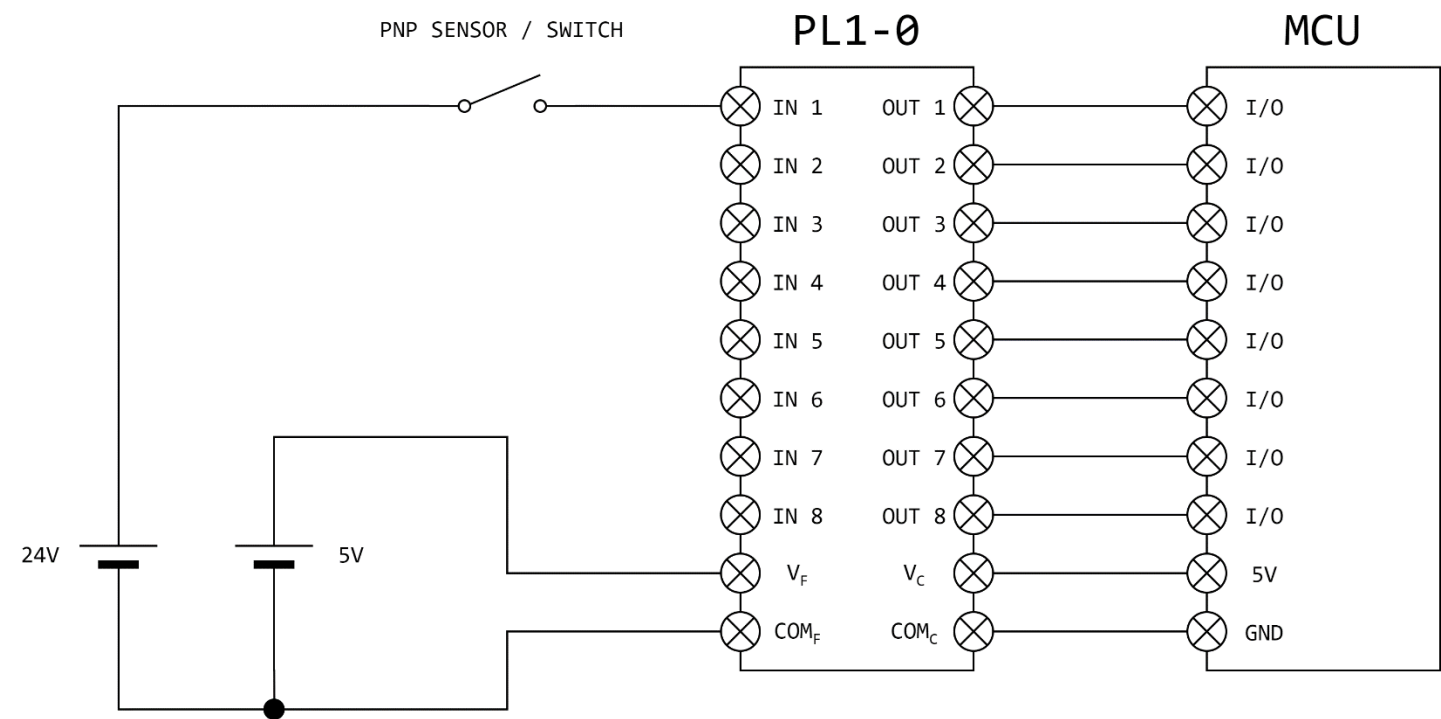 PNP SENSOR / SWITCH
PL1-0
MCU
IN 1 OUT 1 I/O
IN 2 OUT 2 I/O
IN 3 OUT 3 I/O
IN 4 OUT 4 I/O
IN 5 OUT 5 I/O
IN 6 OUT 6 I/O
IN 7 OUT 7 I/O
IN 8 OUT 8 I/O
24V 5V
VF VC 5V
COMF COMC GND